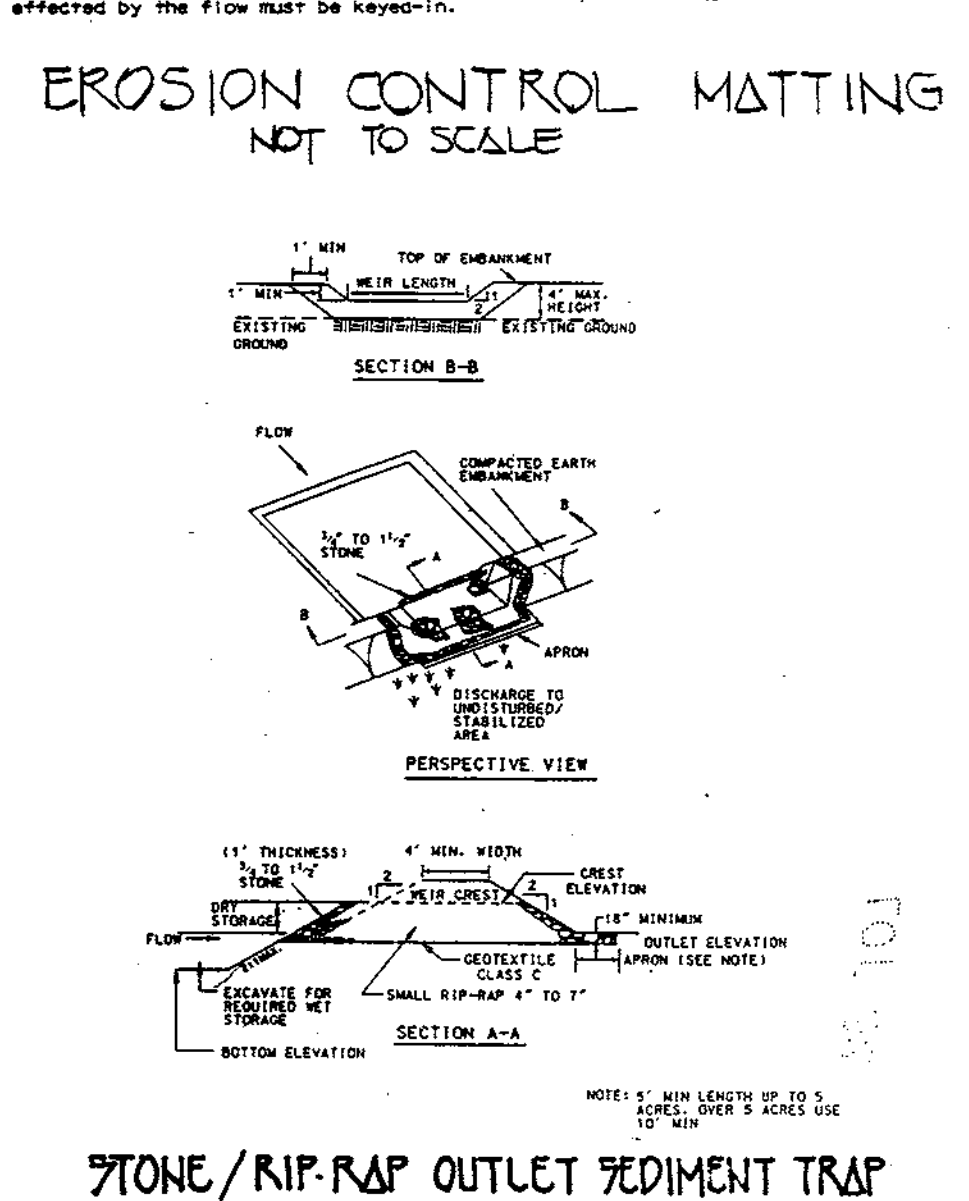 effected by the flow must be keyed-in.
EROSION CONTROL MATTING
NOT TO SCALE
1' MIN
TOP OF EMBANKMENT
WEIR LENGTH
1' MIN
1
2
4' MAX.
HEIGHT
EXISTING
GROUND
EXISTING GROUND
SECTION B-B
FLOW
COMPACTED EARTH
EMBANKMENT
B
3/4" TO 1 1/2"
STONE
A
B
A
APRON
DISCHARGE TO
UNDISTURBED/
STABILIZED
AREA
PERSPECTIVE VIEW
(1' THICKNESS)
3/4 TO 1 1/2"
STONE
4' MIN. WIDTH
2
1
WEIR CREST
CREST
ELEVATION
2
1
DRY
STORAGE
18" MINIMUM
FLOW
OUTLET ELEVATION
APRON (SEE NOTE)
GEOTEXTILE
CLASS C
EXCAVATE FOR
REQUIRED WET
STORAGE
SMALL RIP-RAP 4" TO 7"
SECTION A-A
BOTTOM ELEVATION
NOTE: 5' MIN LENGTH UP TO 5
ACRES. OVER 5 ACRES USE
10' MIN
STONE/RIP-RAP OUTLET SEDIMENT TRAP